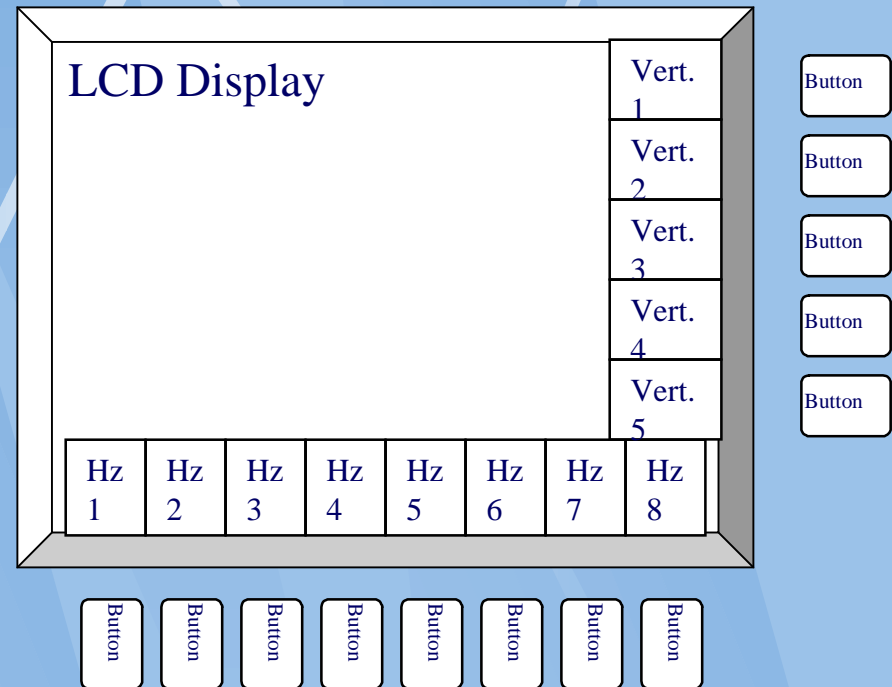 LCD Display
Vert.
1
Button
Vert.
2
Button
Vert.
3
Button
Vert.
4
Button
Vert.
5
Button
Hz Hz Hz Hz Hz Hz Hz Hz
1 2 3 4 5 6 7 8
Button Button Button Button Button Button Button Button